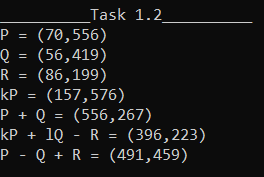 __________Task 1.2__________
P = (70,556)
Q = (56,419)
R = (86,199)
kP = (157,576)
P + Q = (556,267)
kP + lQ - R = (396,223)
P - Q + R = (491,459)